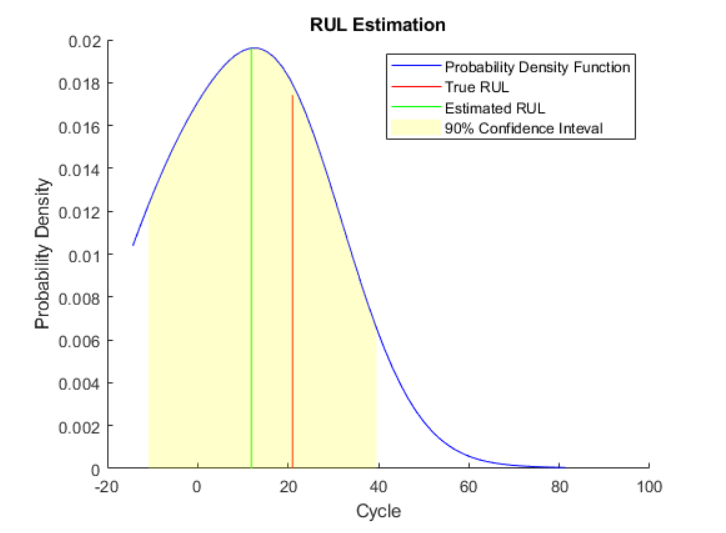 RUL Estimation
0.02
0.018
0.016
0.014
0.012
0.01
0.008
0.006
0.004
0.002
0
Probability Density
Probability Density Function
True RUL
Estimated RUL
90% Confidence Inteval
-20 0 20 40 60 80 100
Cycle